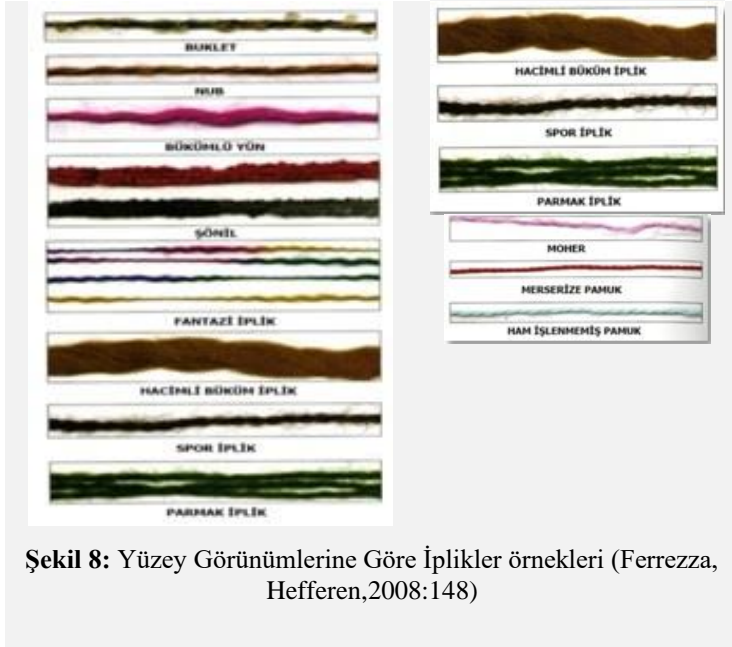 BUKLET
NUB
BÜKÜMLÜ YÜN
ŞÖNİL
FANTAZİ İPLİK
HACİMLİ BÜKÜM İPLİK
SPOR İPLİK
PARMAK İPLİK
HACİMLİ BÜKÜM İPLİK
SPOR İPLİK
PARMAK İPLİK
MOHER
MERSERİZE PAMUK
HAM İŞLENMEMİŞ PAMUK
Şekil 8: Yüzey Görünümlerine Göre İplikler örnekleri (Ferrezza,
Hefferen,2008:148)